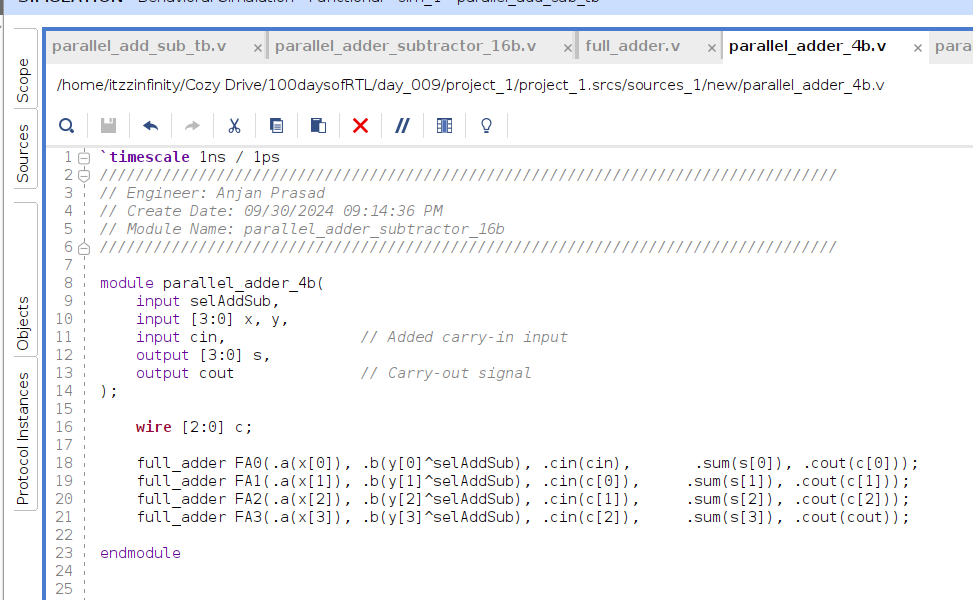 SIMULATION - Behavioral Simulation - Functional - sim_1 - parallel_add_sub_tb
parallel_add_sub_tb.v × parallel_adder_subtractor_16b.v × full_adder.v × parallel_adder_4b.v × para
/home/itzzinfinity/Cozy Drive/100daysofRTL/day_009/project_1/project_1.srcs/sources_1/new/parallel_adder_4b.v
Scope
Sources
Objects
Protocol Instances
1 `timescale 1ns / 1ps
2 //////////////////////////////////////////////////////////////////////////////////
3 // Engineer: Anjan Prasad
4 // Create Date: 09/30/2024 09:14:36 PM
5 // Module Name: parallel_adder_subtractor_16b
6 //////////////////////////////////////////////////////////////////////////////////
7
8 module parallel_adder_4b(
9     input selAddSub,
10     input [3:0] x, y,
11     input cin,               // Added carry-in input
12     output [3:0] s,
13     output cout              // Carry-out signal
14 );
15
16     wire [2:0] c;
17
18     full_adder FA0(.a(x[0]), .b(y[0]^selAddSub), .cin(cin),       .sum(s[0]), .cout(c[0]));
19     full_adder FA1(.a(x[1]), .b(y[1]^selAddSub), .cin(c[0]),     .sum(s[1]), .cout(c[1]));
20     full_adder FA2(.a(x[2]), .b(y[2]^selAddSub), .cin(c[1]),     .sum(s[2]), .cout(c[2]));
21     full_adder FA3(.a(x[3]), .b(y[3]^selAddSub), .cin(c[2]),     .sum(s[3]), .cout(cout));
22
23 endmodule
24
25